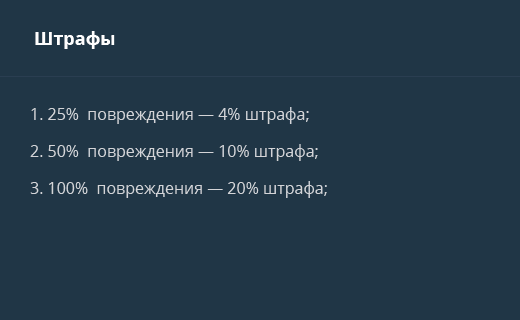 Штрафы
1. 25% повреждения — 4% штрафа;
2. 50% повреждения — 10% штрафа;
3. 100% повреждения — 20% штрафа;